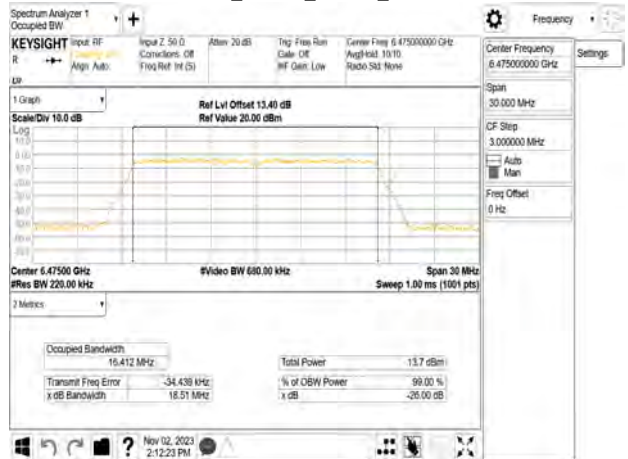 Spectrum Analyzer 1
Occupied BW
+
Frequency
KEYSIGHT
Input: RF
Input Z: 50 Ω
Atten: 20 dB
Trig: Free Run
Center Freq: 6.475000000 GHz
R
Corrections: Off
Gate: Off
Avg|Hold: 10/10
Align: Auto
Freq Ref: Int (S)
#IF Gain: Low
Radio Std: None
Center Frequency
6.475000000 GHz
Settings
Span
30.000 MHz
CF Step
3.000000 MHz
Auto
Man
Freq Offset
0 Hz
1 Graph
Scale/Div 10.0 dB
Ref Lvl Offset 13.40 dB
Ref Value 20.00 dBm
Log
10.0
0.00
Center 6.47500 GHz
#Video BW 680.00 kHz
Span 30 MHz
#Res BW 220.00 kHz
Sweep 1.00 ms (1001 pts)
2 Metrics
Occupied Bandwidth
16.412 MHz
Total Power
13.7 dBm
Transmit Freq Error
-34.439 kHz
% of OBW Power
99.00 %
x dB Bandwidth
18.51 MHz
x dB
-26.00 dB
?
Nov 02, 2023
2:12:23 PM